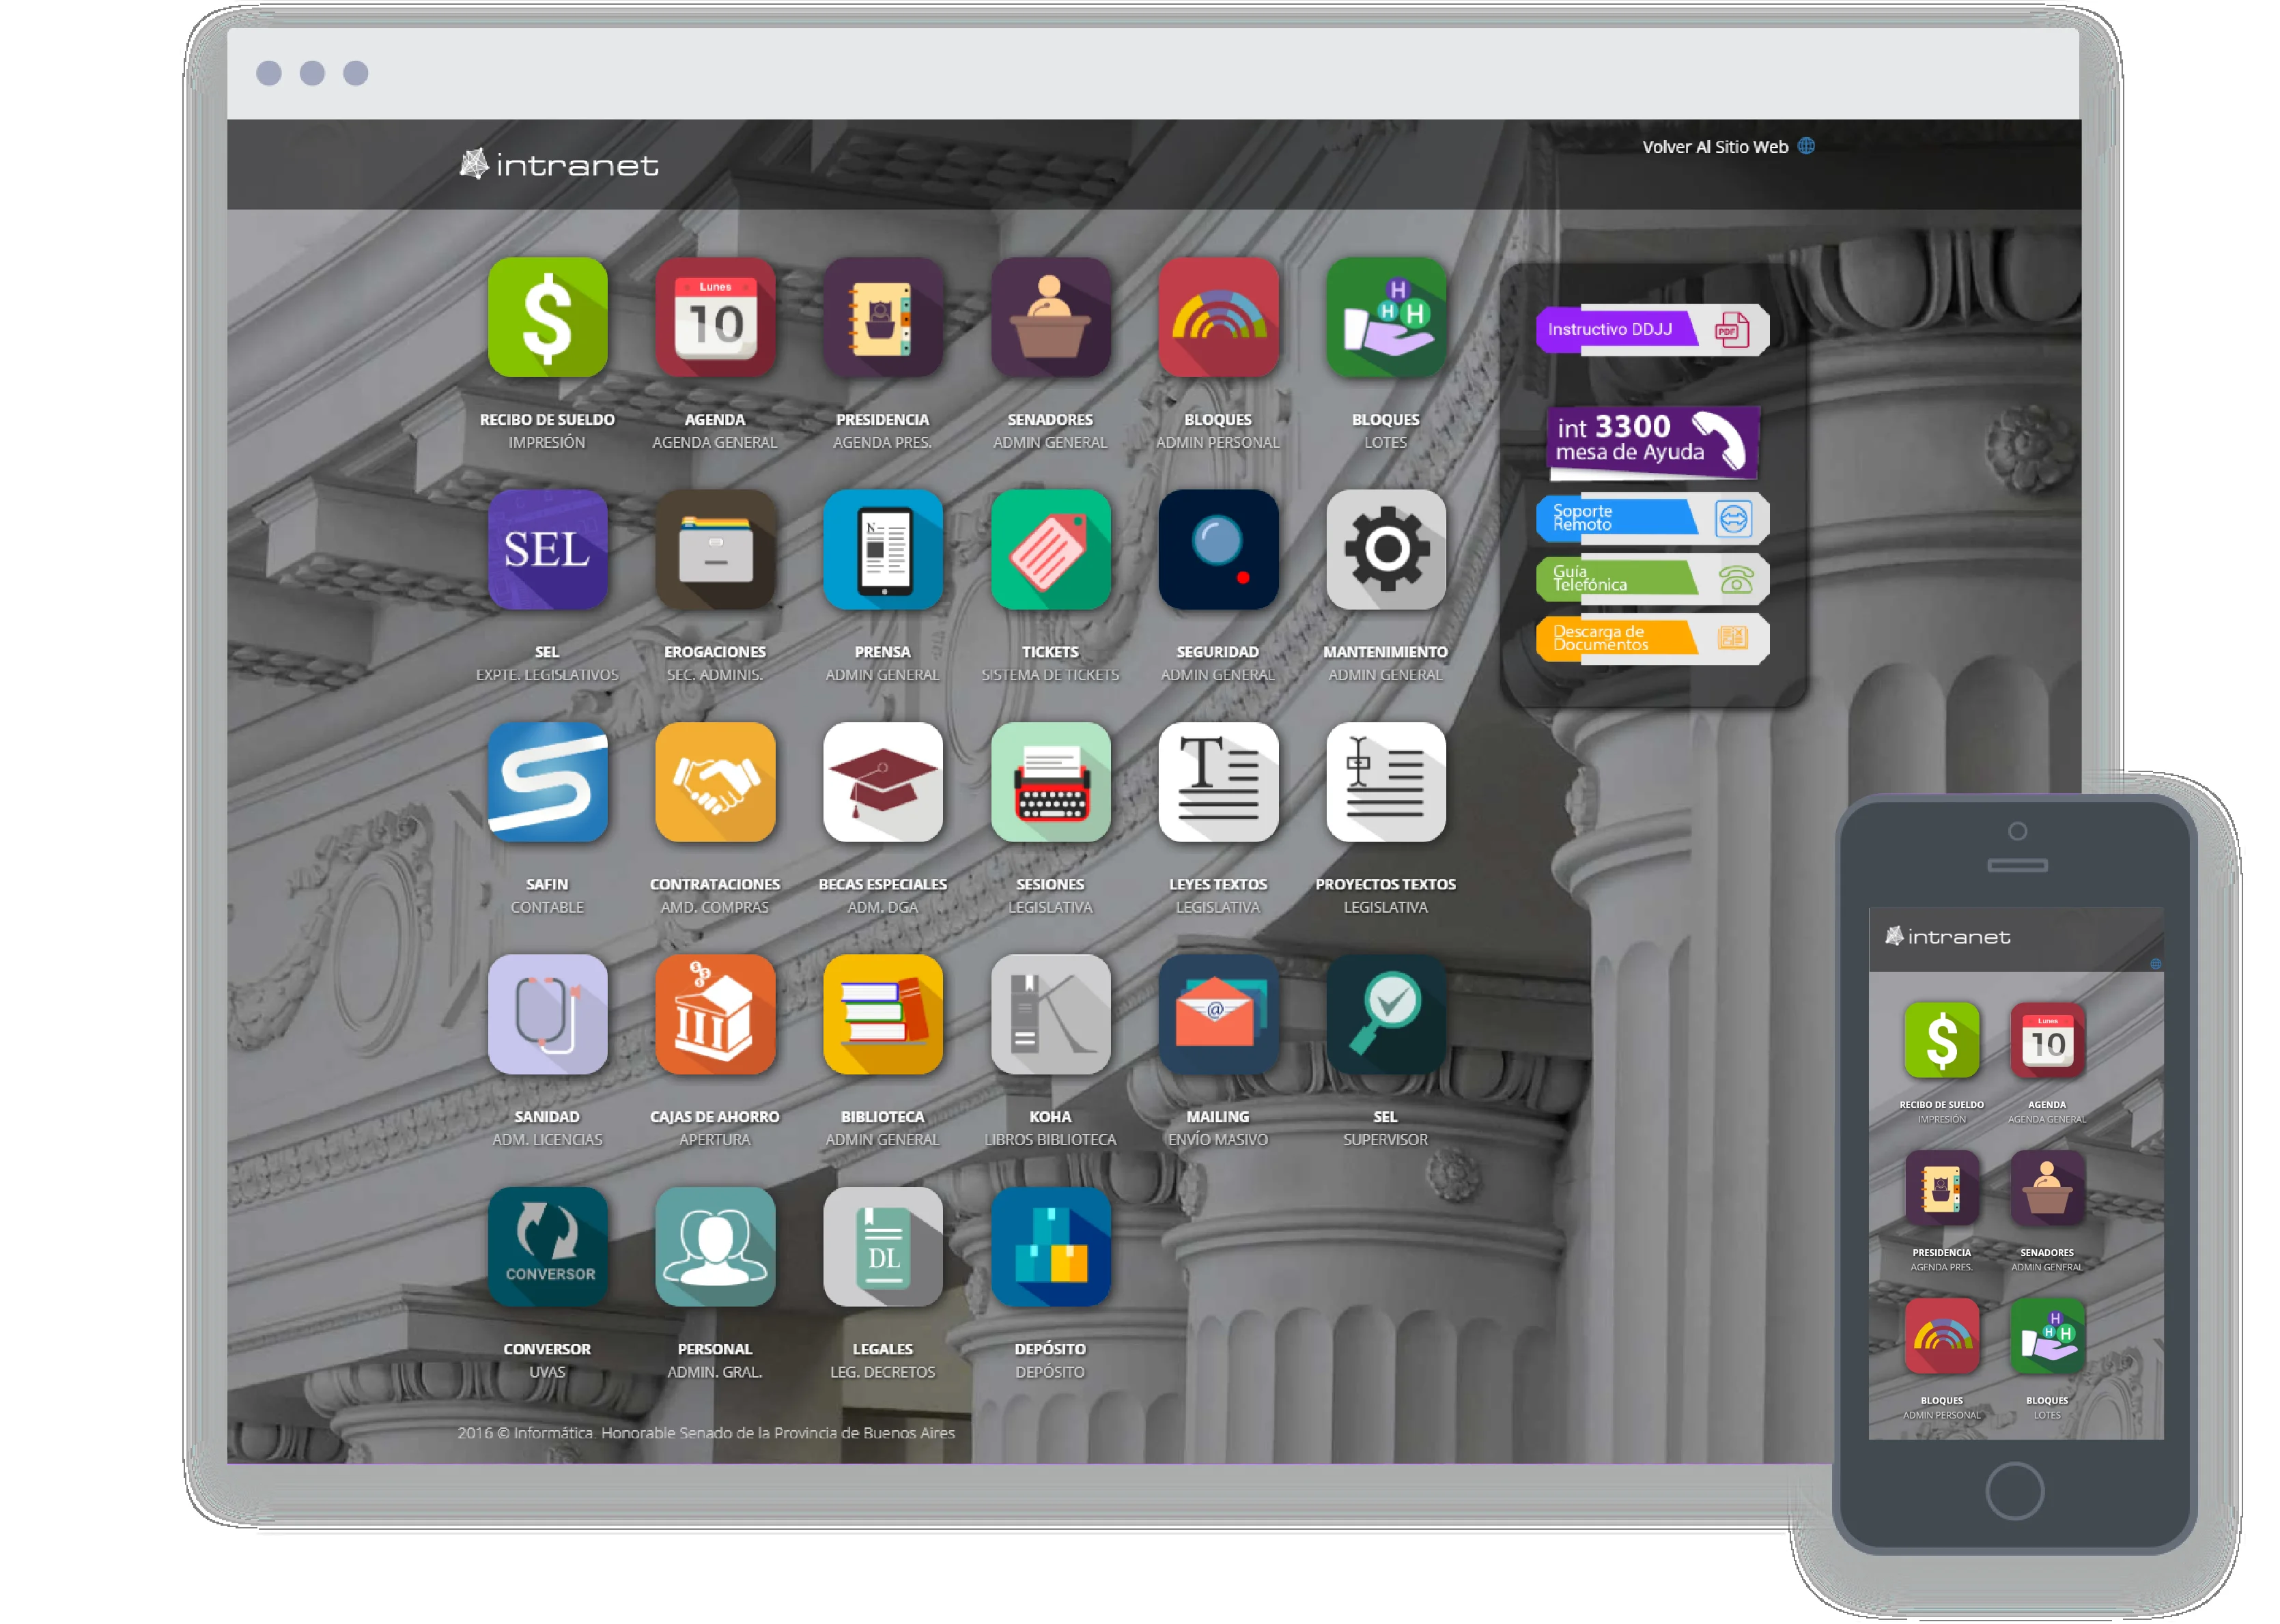 intranet
Volver Al Sitio Web
$
Lunes
10
H
H H
RECIBO DE SUELDO
IMPRESIÓN
AGENDA
AGENDA GENERAL
PRESIDENCIA
AGENDA PRES.
SENADORES
ADMIN GENERAL
BLOQUES
ADMIN PERSONAL
BLOQUES
LOTES
Instructivo DDJJ
PDF
int 3300
mesa de Ayuda
Soporte
Remoto
Guía
Telefónica
Descarga de
Documentos
SEL
N
SEL
EXPTE. LEGISLATIVOS
EROGACIONES
SEC. ADMINIS.
PRENSA
ADMIN GENERAL
TICKETS
SISTEMA DE TICKETS
SEGURIDAD
ADMIN GENERAL
MANTENIMIENTO
ADMIN GENERAL
S
T
SAFIN
CONTABLE
CONTRATACIONES
AMD. COMPRAS
BECAS ESPECIALES
ADM. DGA
SESIONES
LEGISLATIVA
LEYES TEXTOS
LEGISLATIVA
PROYECTOS TEXTOS
LEGISLATIVA
@
SANIDAD
ADM. LICENCIAS
CAJAS DE AHORRO
APERTURA
BIBLIOTECA
ADMIN GENERAL
KOHA
LIBROS BIBLIOTECA
MAILING
ENVÍO MASIVO
SEL
SUPERVISOR
CONVERSOR
DL
CONVERSOR
UVAS
PERSONAL
ADMIN. GRAL.
LEGALES
LEG. DECRETOS
DEPÓSITO
DEPÓSITO
2016 © Informática. Honorable Senado de la Provincia de Buenos Aires
intranet
$
Lunes
10
RECIBO DE SUELDO
IMPRESIÓN
AGENDA
AGENDA GENERAL
PRESIDENCIA
AGENDA PRES.
SENADORES
ADMIN GENERAL
H
H H
BLOQUES
ADMIN PERSONAL
BLOQUES
LOTES